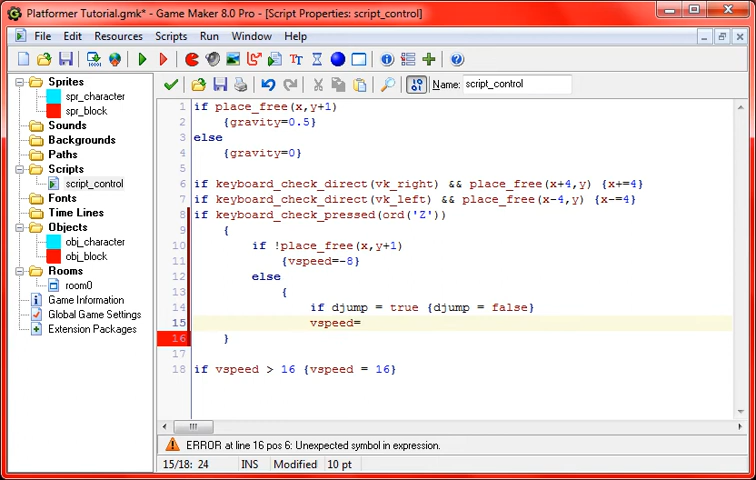 Platformer Tutorial.gmk* - Game Maker 8.0 Pro - [Script Properties: script_control]
File Edit Resources Scripts Run Window Help
Name: script_control
Sprites
spr_character
spr_block
Sounds
Backgrounds
Paths
Scripts
script_control
Fonts
Time Lines
Objects
obj_character
obj_block
Rooms
room0
Game Information
Global Game Settings
Extension Packages
1 if place_free(x,y+1)
2 {gravity=0.5}
3 else
4 {gravity=0}
5
6 if keyboard_check_direct(vk_right) && place_free(x+4,y) {x+=4}
7 if keyboard_check_direct(vk_left) && place_free(x-4,y) {x-=4}
8 if keyboard_check_pressed(ord('Z'))
9 {
10 if !place_free(x,y+1)
11 {vspeed=-8}
12 else
13 {
14 if djump = true {djump = false}
15 vspeed=
16 }
17
18 if vspeed > 16 {vspeed = 16}
ERROR at line 16 pos 6: Unexpected symbol in expression.
15/18: 24 INS Modified 10 pt